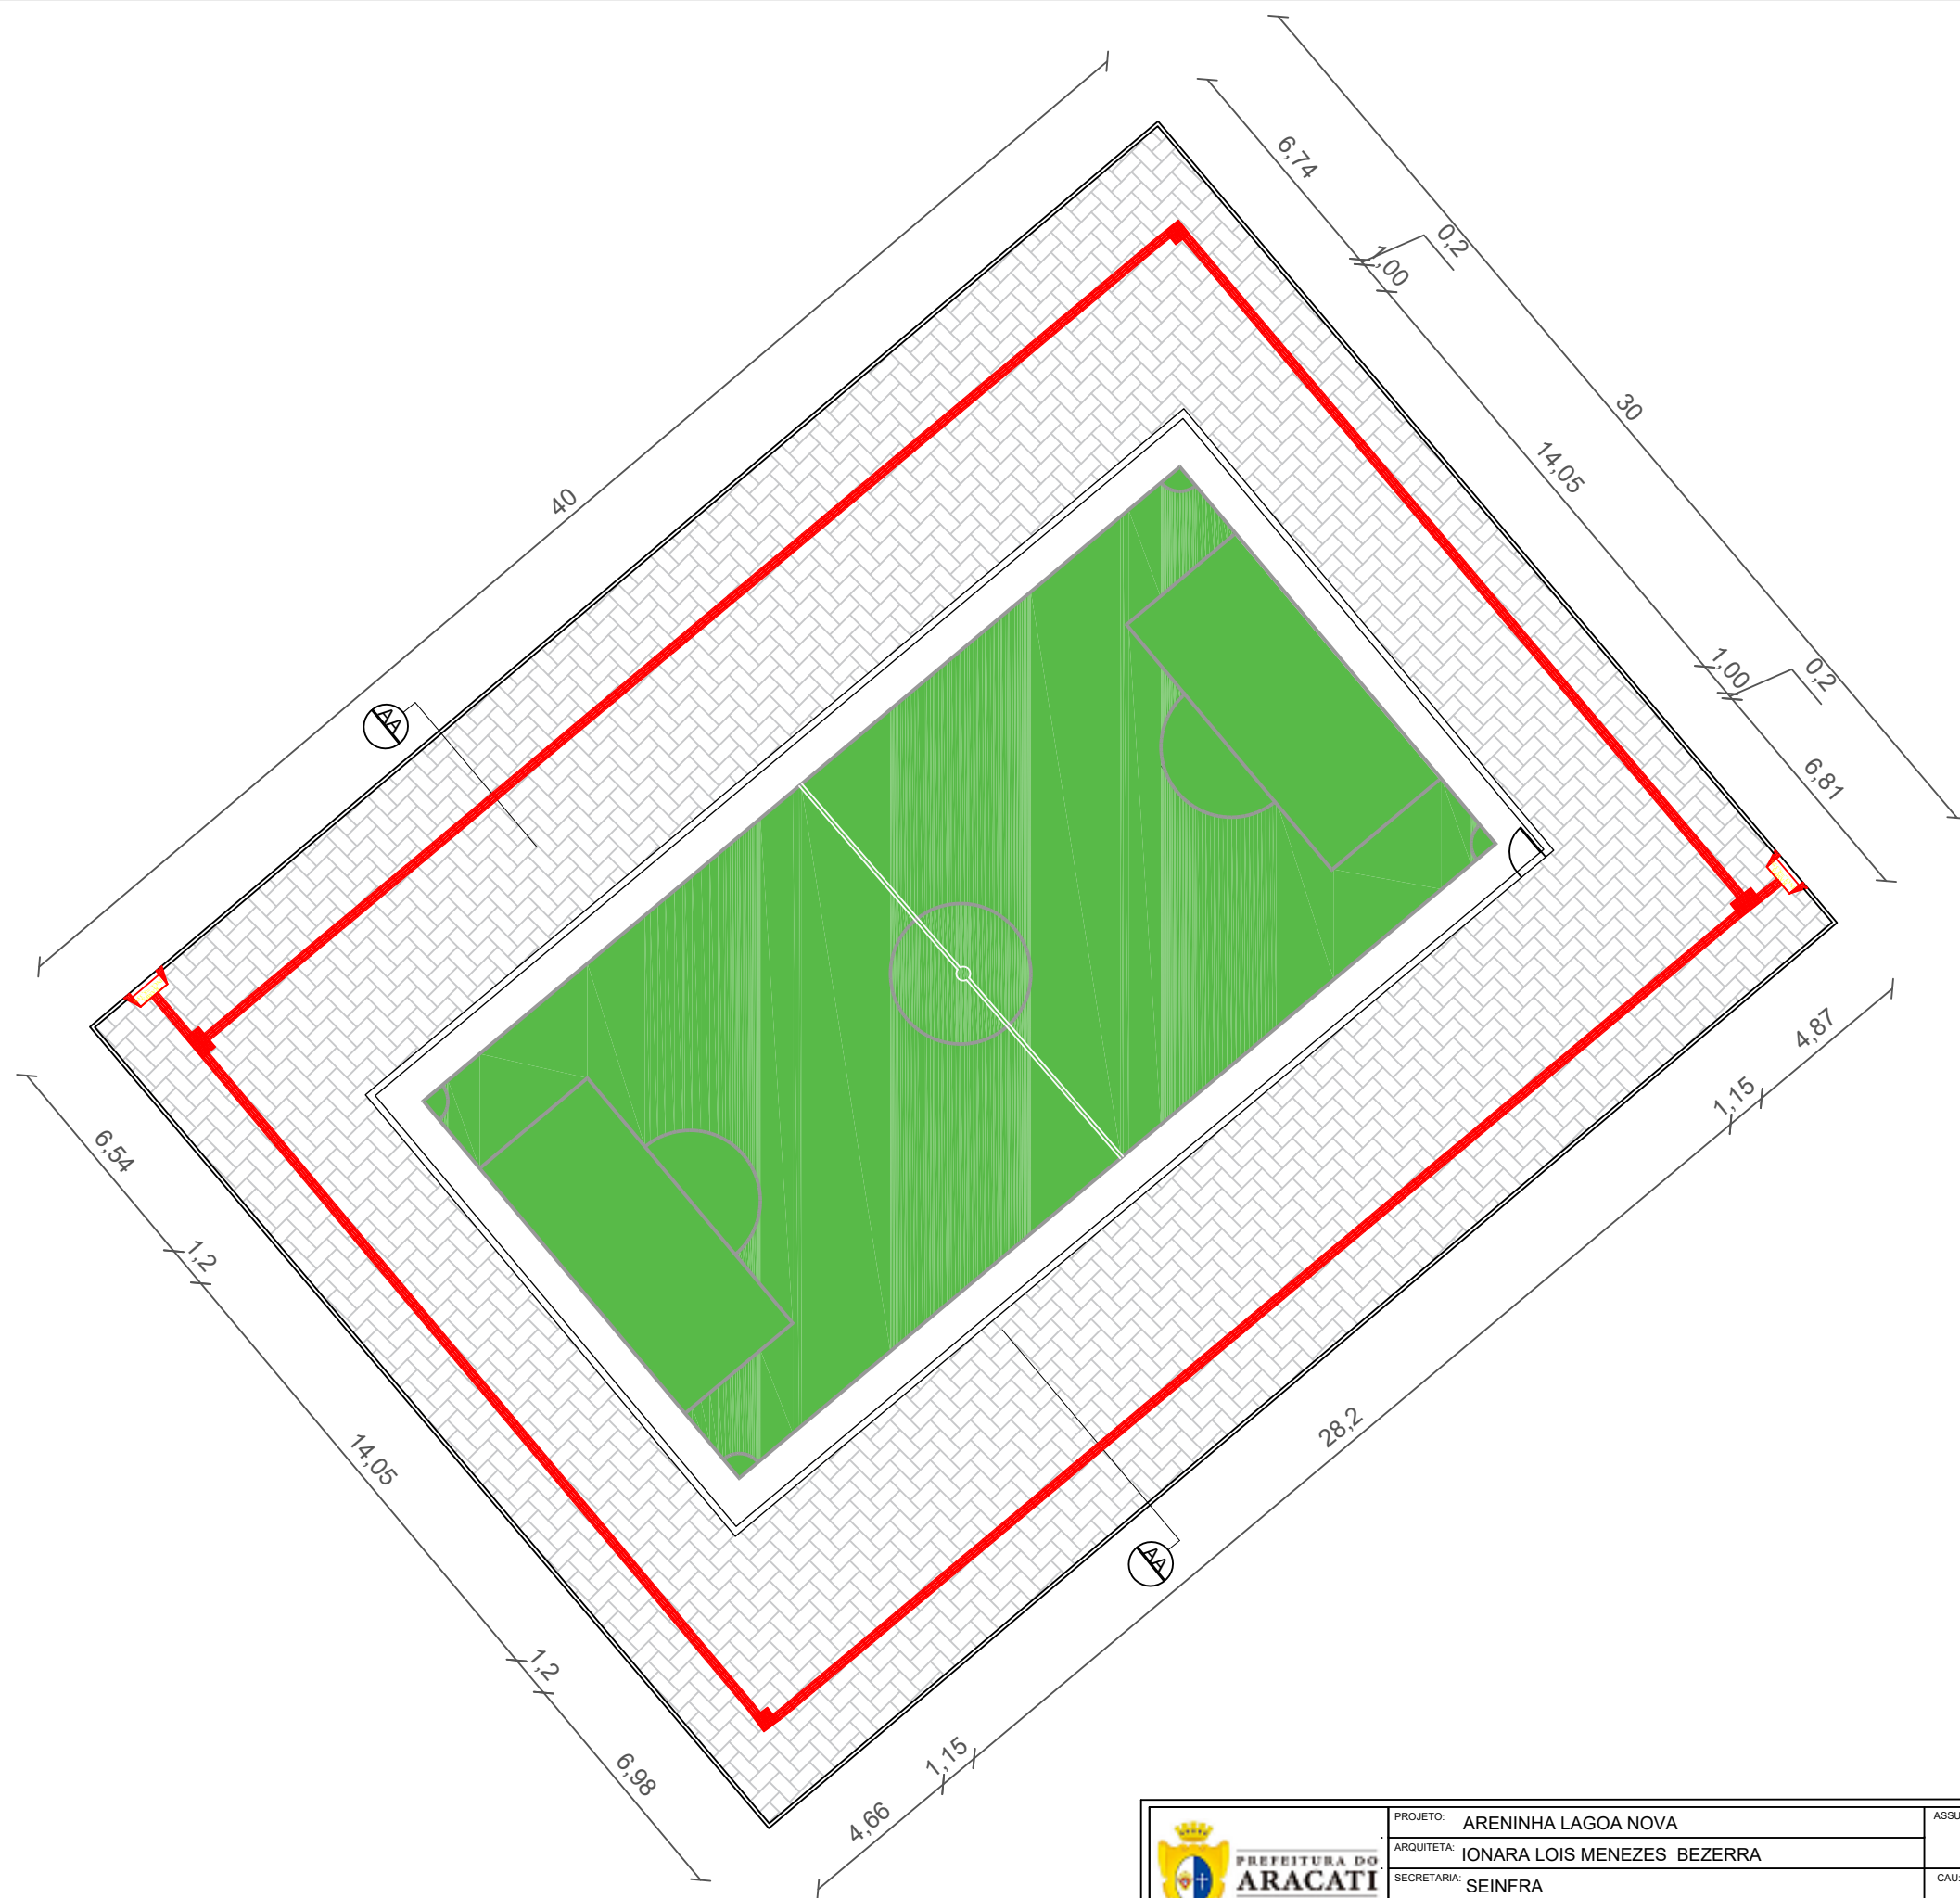 6,74
1,00
0,2
30
14,05
1,00
0,2
6,81
40
AA
6,54
1,2
14,05
1,2
6,98
4,87
1,15
28,2
1,15
4,66
AA
PREFEITURA DO
ARACATI
PROJETO: ARENINHA LAGOA NOVA
ARQUITETA: IONARA LOIS MENEZES BEZERRA
SECRETARIA: SEINFRA